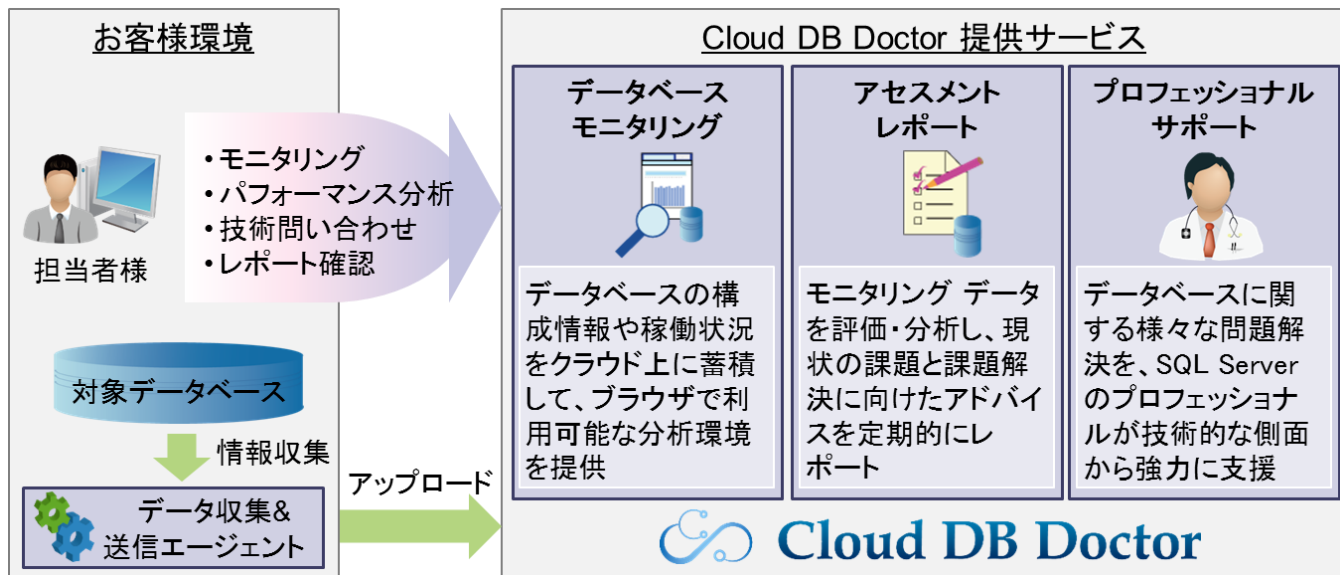 お客様環境
担当者様
・モニタリング
・パフォーマンス分析
・技術問い合わせ
・レポート確認
対象データベース
情報収集
データ収集&
送信エージェント
アップロード
Cloud DB Doctor 提供サービス
データベース
モニタリング
データベースの構
成情報や稼働状況
をクラウド上に蓄積
して、ブラウザで利
用可能な分析環境
を提供
アセスメント
レポート
モニタリング データ
を評価・分析し、現
状の課題と課題解
決に向けたアドバイ
スを定期的にレ
ポート
プロフェッショナル
サポート
データベースに関
する様々な問題解
決を、SQL Server
のプロフェッショナ
ルが技術的な側面
から強力に支援
Cloud DB Doctor